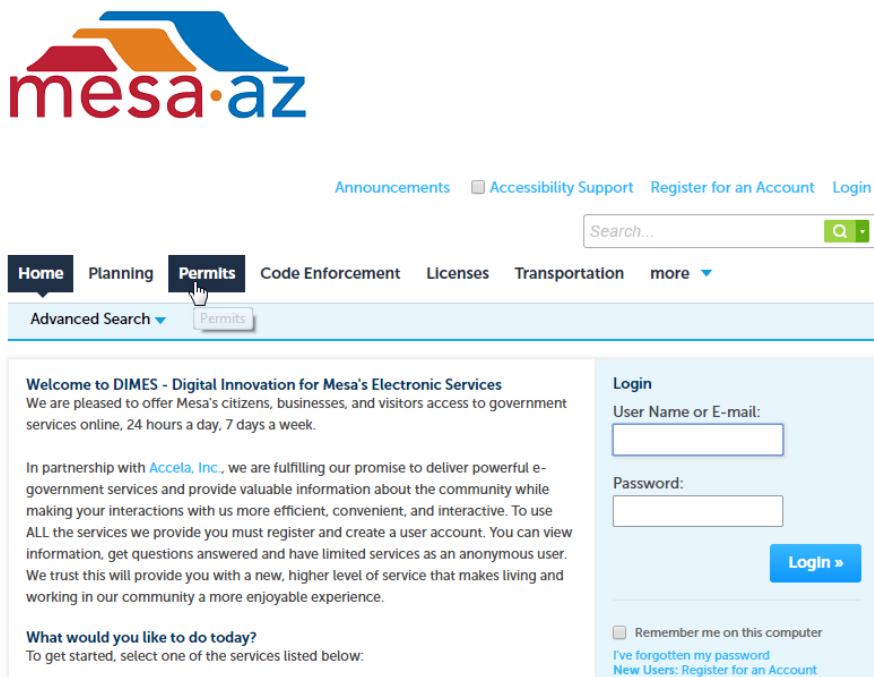 mesa·az
Announcements Accessibility Support Register for an Account Login
Search...
Home Planning Permits Code Enforcement Licenses Transportation more
Advanced Search Permits
Welcome to DIMES - Digital Innovation for Mesa's Electronic Services
We are pleased to offer Mesa's citizens, businesses, and visitors access to government
services online, 24 hours a day, 7 days a week.
In partnership with Accela, Inc., we are fulfilling our promise to deliver powerful e-
government services and provide valuable information about the community while
making your interactions with us more efficient, convenient, and interactive. To use
ALL the services we provide you must register and create a user account. You can view
information, get questions answered and have limited services as an anonymous user.
We trust this will provide you with a new, higher level of service that makes living and
working in our community a more enjoyable experience.
What would you like to do today?
To get started, select one of the services listed below:
Login
User Name or E-mail:
Password:
Login »
Remember me on this computer
I've forgotten my password
New Users: Register for an Account